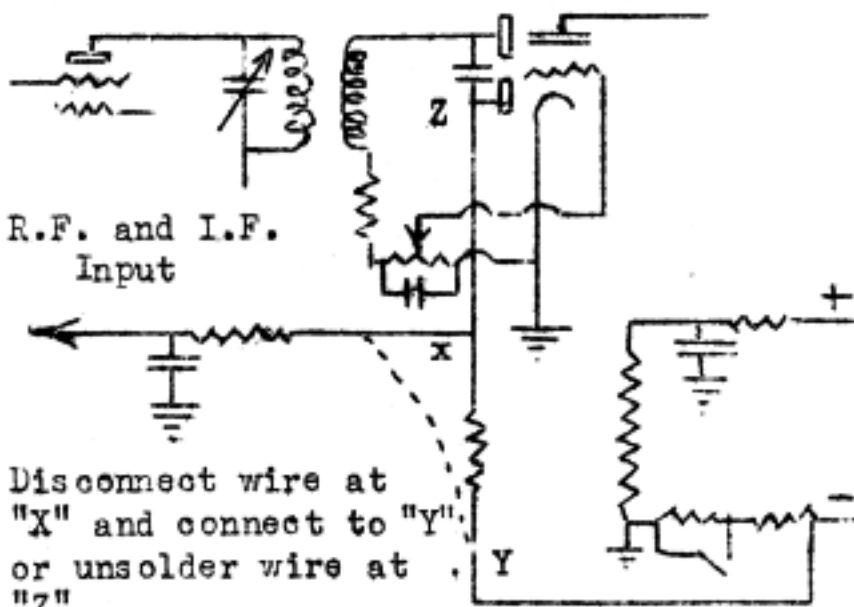 Z
R.F. and I.F.
Input
+
x
Disconnect wire at
"X" and connect to "Y"
or unsolder wire at
"Z"
Y
-